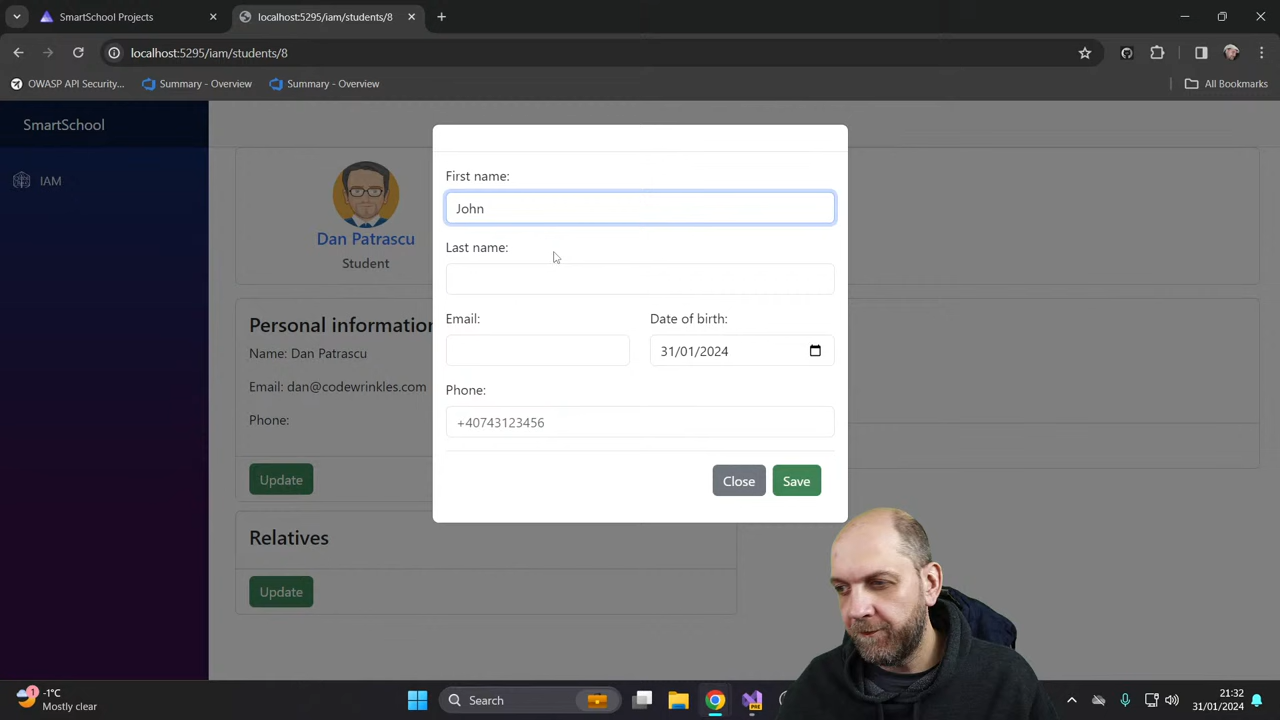 SmartSchool Projects
localhost:5295/iam/students/8
localhost:5295/iam/students/8
OWASP API Security...
Summary - Overview
Summary - Overview
All Bookmarks
SmartSchool
IAM
Dan Patrascu
Student
Personal information
Name: Dan Patrascu
Email: dan@codewrinkles.com
Phone:
Update
Relatives
Update
First name:
John
Last name:
Email:
Date of birth:
31/01/2024
Phone:
+40743123456
Close
Save
1
-1°C
Mostly clear
Search
PRE
21:32
31/01/2024